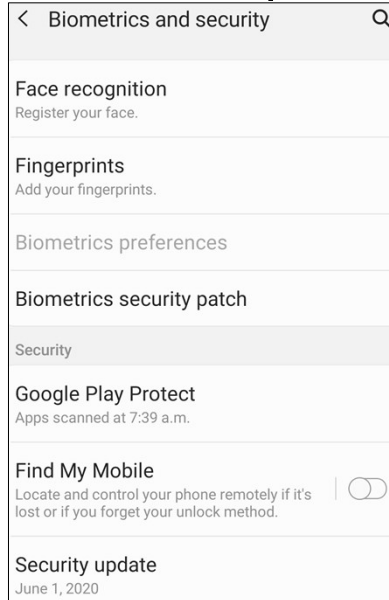 Biometrics and security
Face recognition
Register your face.
Fingerprints
Add your fingerprints.
Biometrics preferences
Biometrics security patch
Security
Google Play Protect
Apps scanned at 7:39 a.m.
Find My Mobile
Locate and control your phone remotely if it's
lost or if you forget your unlock method.
Security update
June 1, 2020